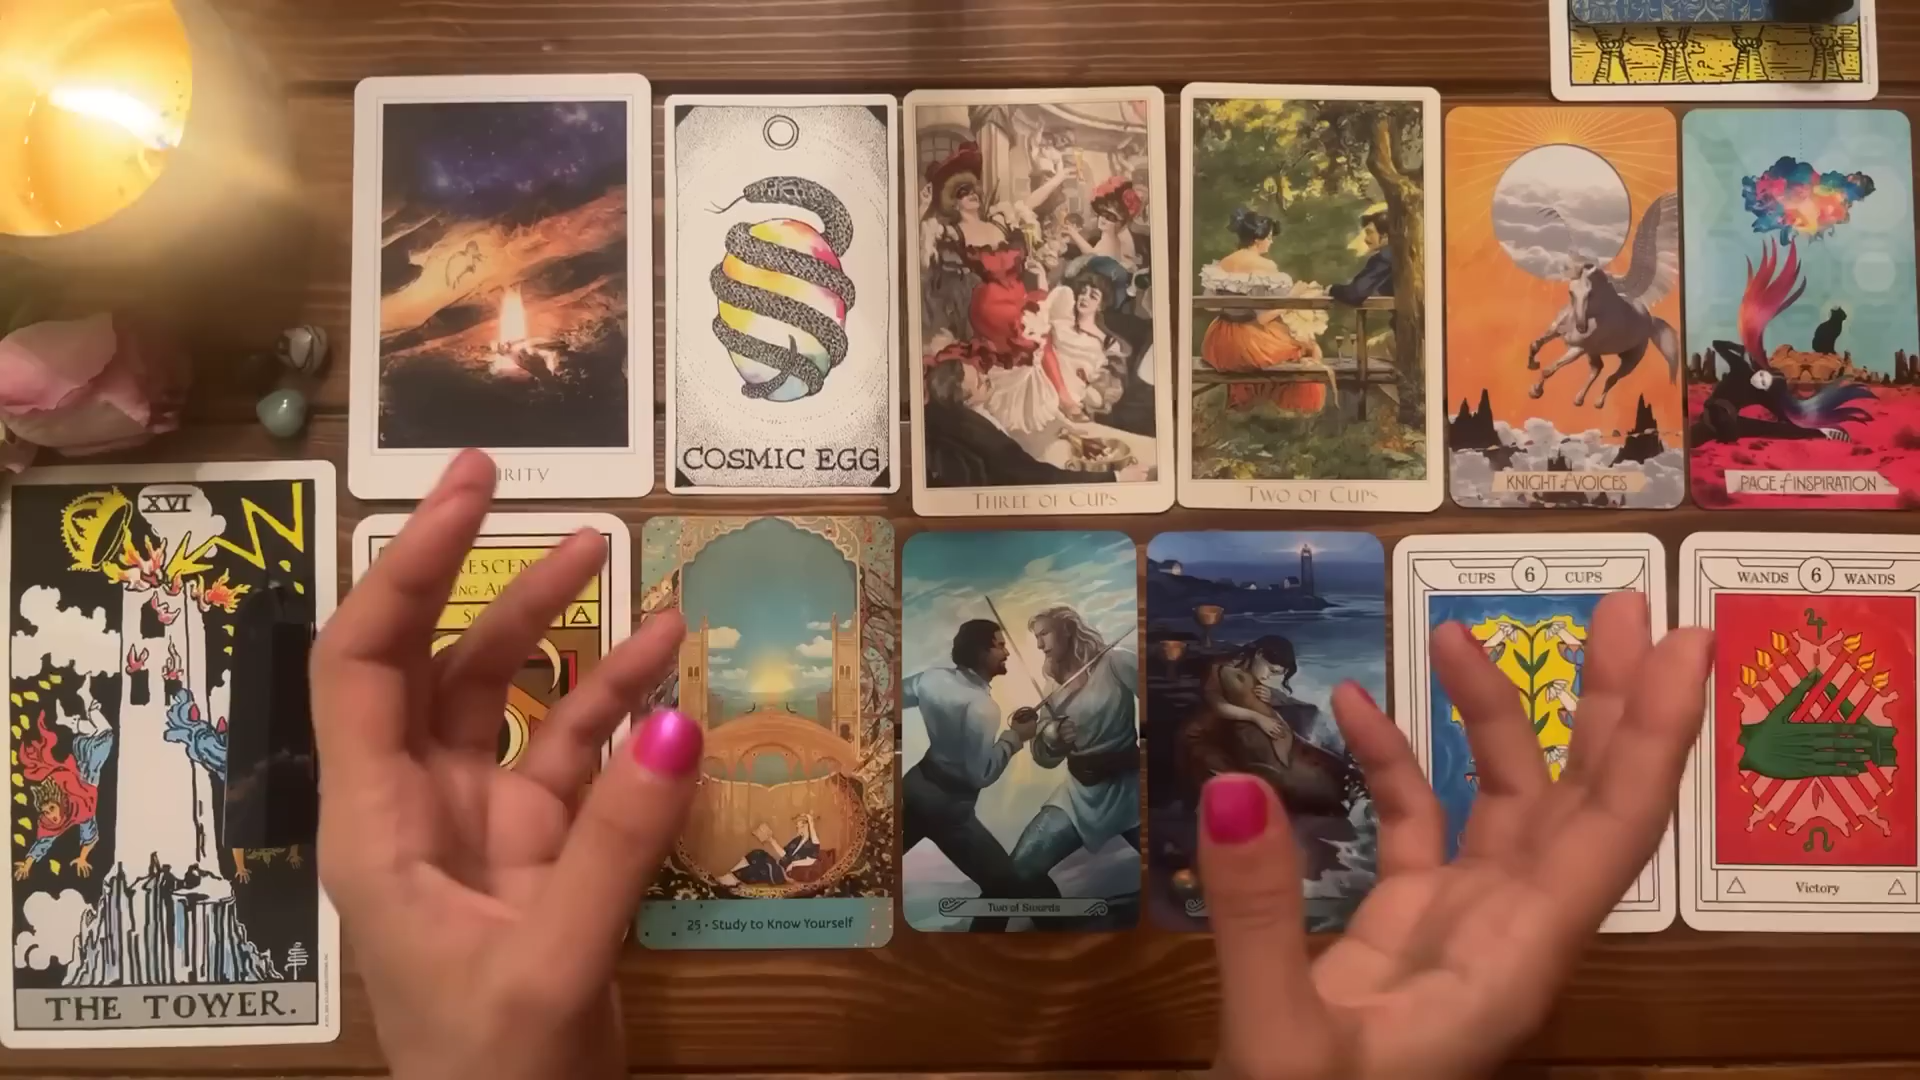 COSMIC EGG
THREE OF CUPS
TWO OF CUPS
KNIGHT of VOICES
PAGE of INSPIRATION
XVI
THE TOWER.
25 • Study to Know Yourself
Two of Swords
CUPS 6 CUPS
WANDS 6 WANDS
Victory